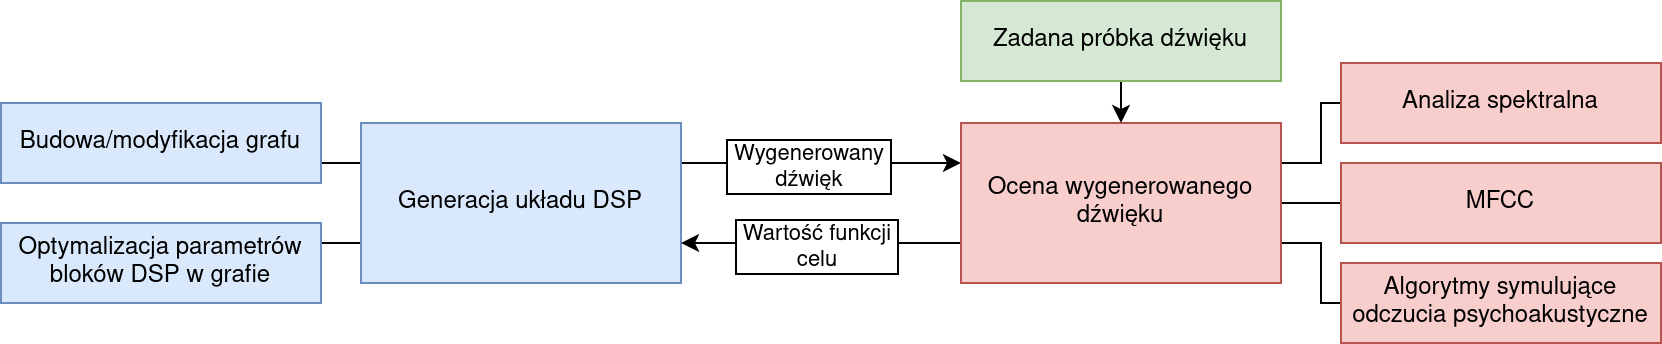 Zadana próbka dźwięku
Budowa/modyfikacja grafu
Optymalizacja parametrów
bloków DSP w grafie
Generacja układu DSP
Wygenerowany
dźwięk
Wartość funkcji
celu
Ocena wygenerowanego
dźwięku
Analiza spektralna
MFCC
Algorytmy symulujące
odczucia psychoakustyczne